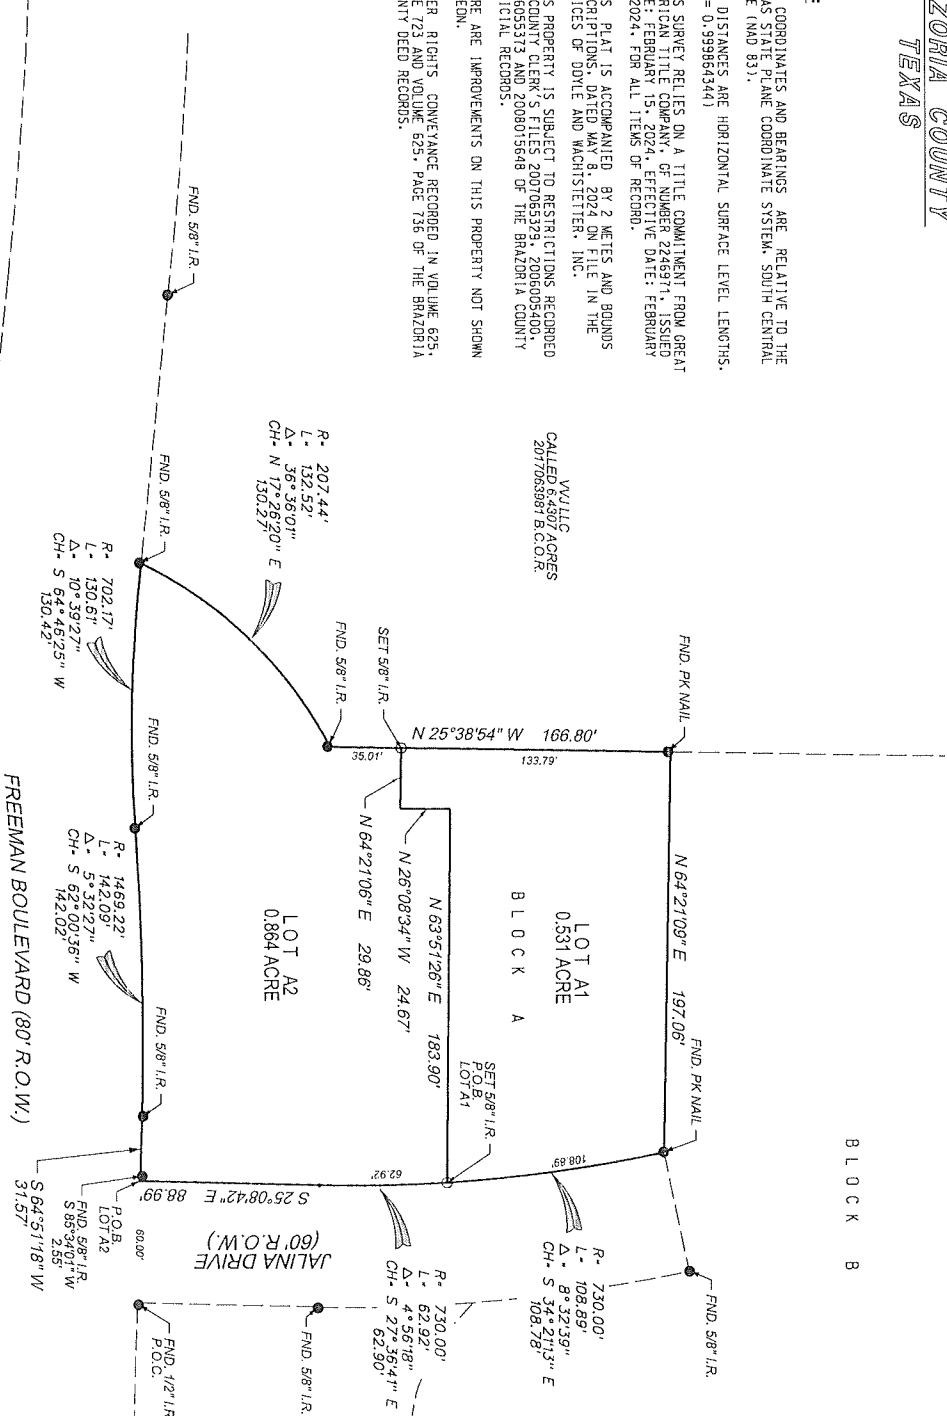 ZORIA COUNTY
TEXAS
COORDINATES AND BEARINGS ARE RELATIVE TO THE
AS STATE PLANE COORDINATE SYSTEM, SOUTH CENTRAL
E (NAD 83).
DISTANCES ARE HORIZONTAL SURFACE LEVEL LENGTHS.
= 0.999864344)
S SURVEY RELIES ON A TITLE COMMITMENT FROM GREAT
RICAN TITLE COMPANY, GF NUMBER 2246971, ISSUED
E: FEBRUARY 15, 2024, EFFECTIVE DATE: FEBRUARY
2024, FOR ALL ITEMS OF RECORD.
S PLAT IS ACCOMPANIED BY 2 METES AND BOUNDS
CRIPTIONS, DATED MAY 8, 2024 ON FILE IN THE
ICES OF DOYLE AND WACHTSTETTER, INC.
S PROPERTY IS SUBJECT TO RESTRICTIONS RECORDED
COUNTY CLERK'S FILES 2007065329, 2006005400,
6055373 AND 2008015648 OF THE BRAZORIA COUNTY
ICIAL RECORDS.
RE ARE IMPROVEMENTS ON THIS PROPERTY NOT SHOWN
EON.
ER RIGHTS CONVEYANCE RECORDED IN VOLUME 625,
E 723 AND VOLUME 625, PAGE 736 OF THE BRAZORIA
NTY DEED RECORDS.
BLOCK B
VVJ LLC
CALLED 6.4307 ACRES
2017063981 B.C.O.R.
FND. PK NAIL
N 64°21'09" E 197.06'
FND. PK NAIL
FND. 5/8" I.R.
N 25°38'54" W 166.80'
133.79'
35.01'
LOT A1
0.531 ACRE
BLOCK A
R= 730.00'
L= 108.89'
Δ= 8°32'39"
CH= S 34°21'13" E
108.78'
108.89'
SET 5/8" I.R.
P.O.B.
LOT A1
N 63°51'26" E 183.90'
N 26°08'34" W 24.67'
N 64°21'06" E 29.86'
SET 5/8" I.R.
FND. 5/8" I.R.
R= 730.00'
L= 62.92'
Δ= 4°56'18"
CH= S 27°36'41" E
62.90'
62.92'
R= 207.44'
L= 132.52'
Δ= 36°36'01"
CH= N 17°26'20" E
130.27'
LOT A2
0.864 ACRE
S 25°08'42" E 88.99'
JALINA DRIVE
(60' R.O.W.)
FND. 5/8" I.R.
FND. 5/8" I.R.
FND. 5/8" I.R.
FND. 5/8" I.R.
FND. 5/8" I.R.
60.00'
FND. 1/2" I.R.
P.O.C.
P.O.B.
LOT A2
FND. 5/8" I.R.
S 85°34'01" W
2.55'
S 64°51'18" W
31.57'
R= 702.17'
L= 130.61'
Δ= 10°39'27"
CH= S 64°46'25" W
130.42'
R= 1469.22'
L= 142.09'
Δ= 5°32'27"
CH= S 62°00'36" W
142.02'
FREEMAN BOULEVARD (80' R.O.W.)